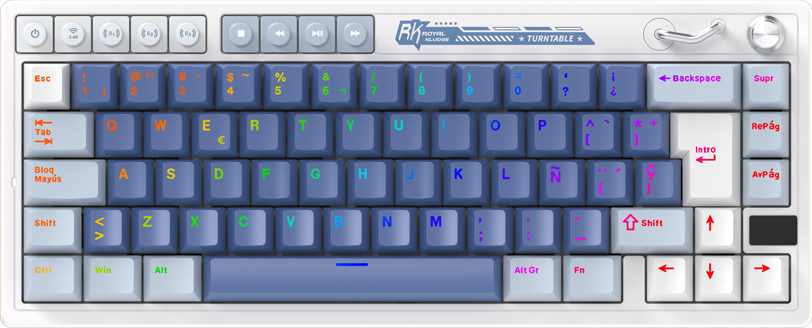 RK ROYAL KLUDGE
TURNTABLE
Esc ! 1 | @ " 2 # · 3 $ ~ 4 % 5 & 6 ¬ / 7 ( 8 ) 9 = 0 ' ? ¡ ¿ Backspace Supr
Tab Q W E € R T Y U I O P ^ ` [ * + ] Intro RePág
Bloq Mayús A S D F G H J K L Ñ ¨ ´ { Ç } AvPág
Shift < > Z X C V B N M , ; . : - _ Shift
Ctrl Win Alt Alt Gr Fn